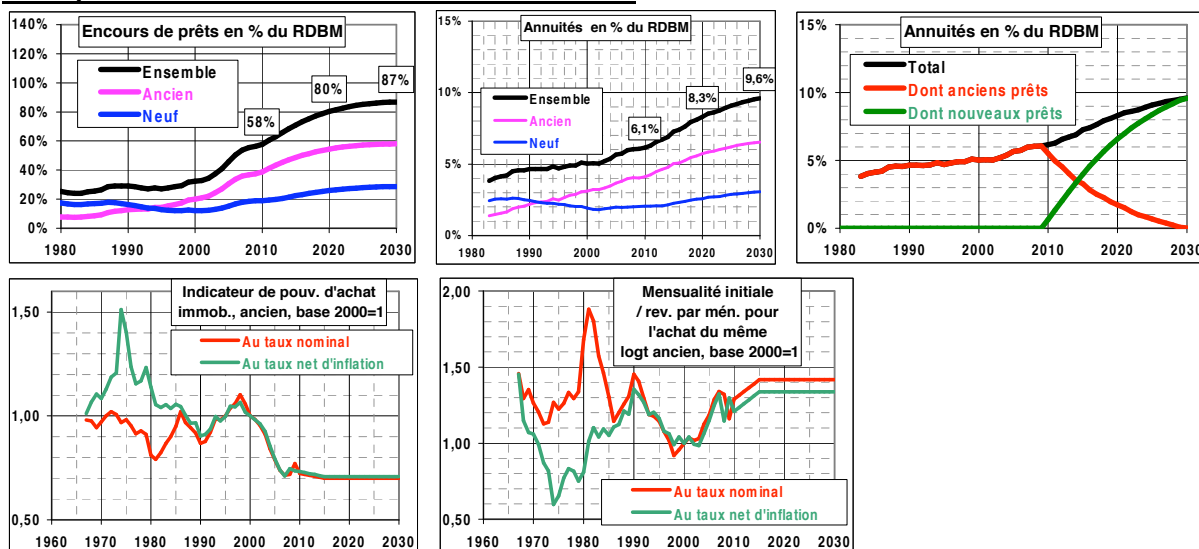 Encours de prêts en % du RDBM
140%
120%
100%
80%
60%
40%
20%
0%
Ensemble
Ancien
Neuf
58%
80%
87%
1980 1990 2000 2010 2020 2030
Annuités en % du RDBM
15%
10%
5%
0%
Ensemble
Ancien
Neuf
6,1%
8,3%
9,6%
1980 1990 2000 2010 2020 2030
Annuités en % du RDBM
15%
10%
5%
0%
Total
Dont anciens prêts
Dont nouveaux prêts
1980 1990 2000 2010 2020 2030
Indicateur de pouv. d'achat
immob., ancien, base 2000=1
Au taux nominal
Au taux net d'inflation
1,50
1,00
0,50
1960 1970 1980 1990 2000 2010 2020 2030
Mensualité initiale
/ rev. par mén. pour
l'achat du même
logt ancien, base 2000=1
2,00
1,50
1,00
0,50
Au taux nominal
Au taux net d'inflation
1960 1970 1980 1990 2000 2010 2020 2030